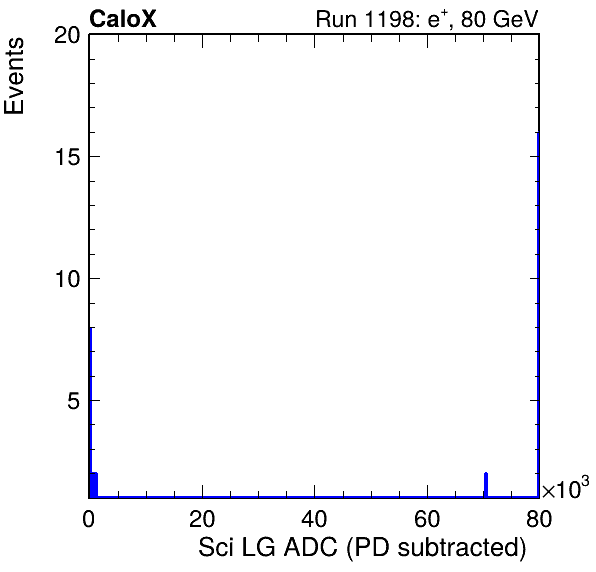 CaloX Run 1198: e⁺, 80 GeV
Events
20
15
10
5
0 20 40 60 80
×10³
Sci LG ADC (PD subtracted)